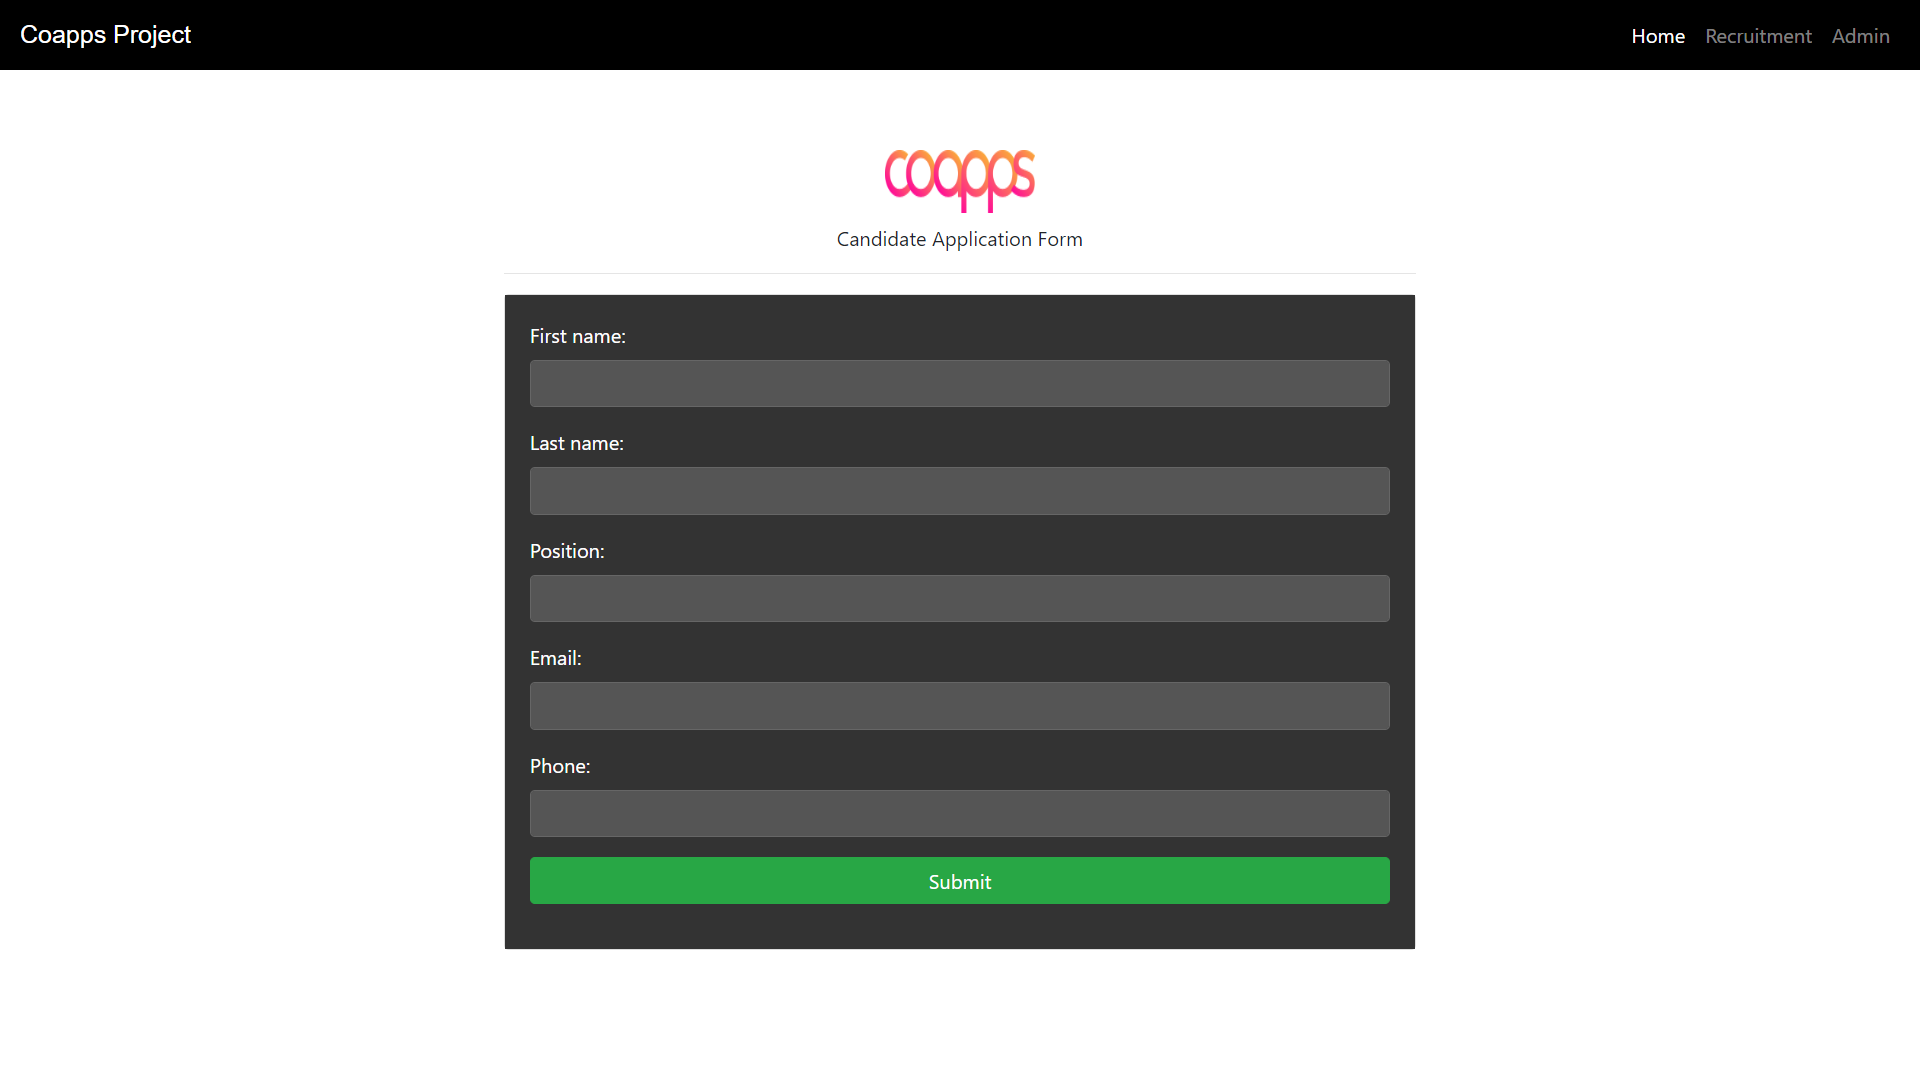 Coapps Project
Home Recruitment Admin
coapps
Candidate Application Form
First name:
Last name:
Position:
Email:
Phone:
Submit